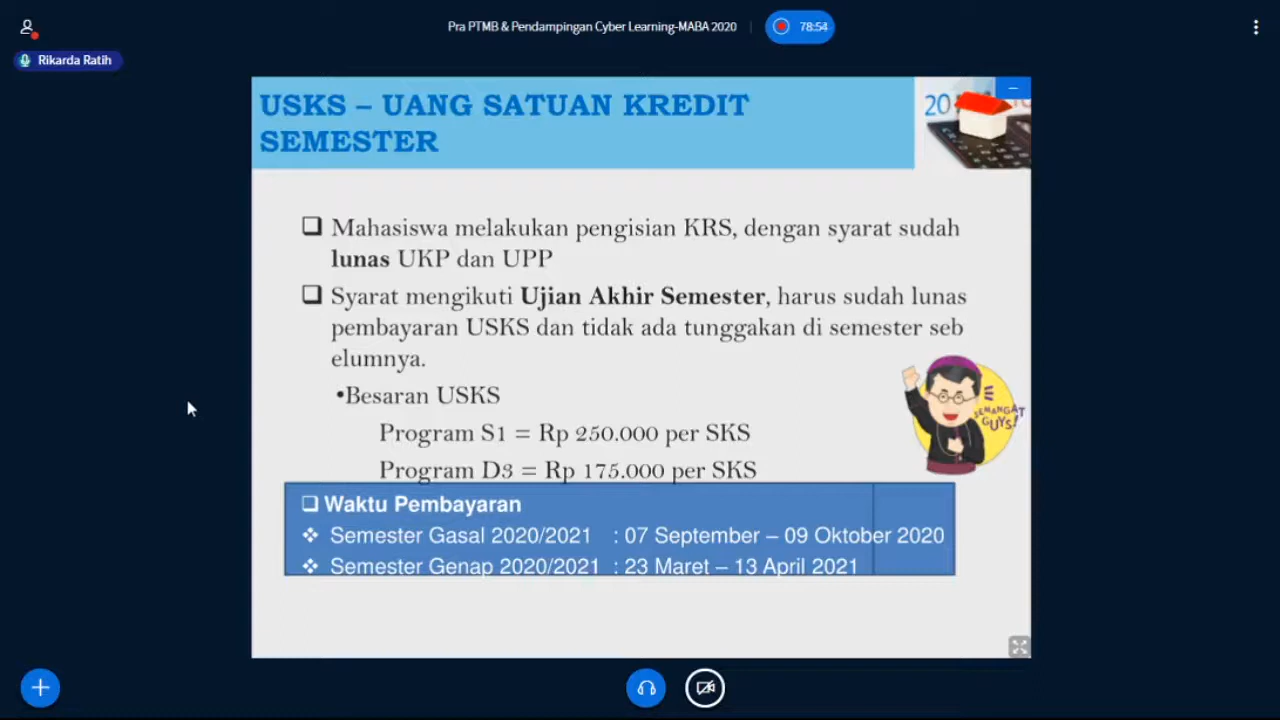 Pra PTMB & Pendampingan Cyber Learning-MABA 2020
78:54
Rikarda Ratih
USKS – UANG SATUAN KREDIT
SEMESTER
20
❑ Mahasiswa melakukan pengisian KRS, dengan syarat sudah
lunas UKP dan UPP
❑ Syarat mengikuti Ujian Akhir Semester, harus sudah lunas
pembayaran USKS dan tidak ada tunggakan di semester seb
elumnya.
•Besaran USKS
Program S1 = Rp 250.000 per SKS
Program D3 = Rp 175.000 per SKS
SEMANGAT
GUYS!
❑ Waktu Pembayaran
❖ Semester Gasal 2020/2021 : 07 September – 09 Oktober 2020
❖ Semester Genap 2020/2021 : 23 Maret – 13 April 2021